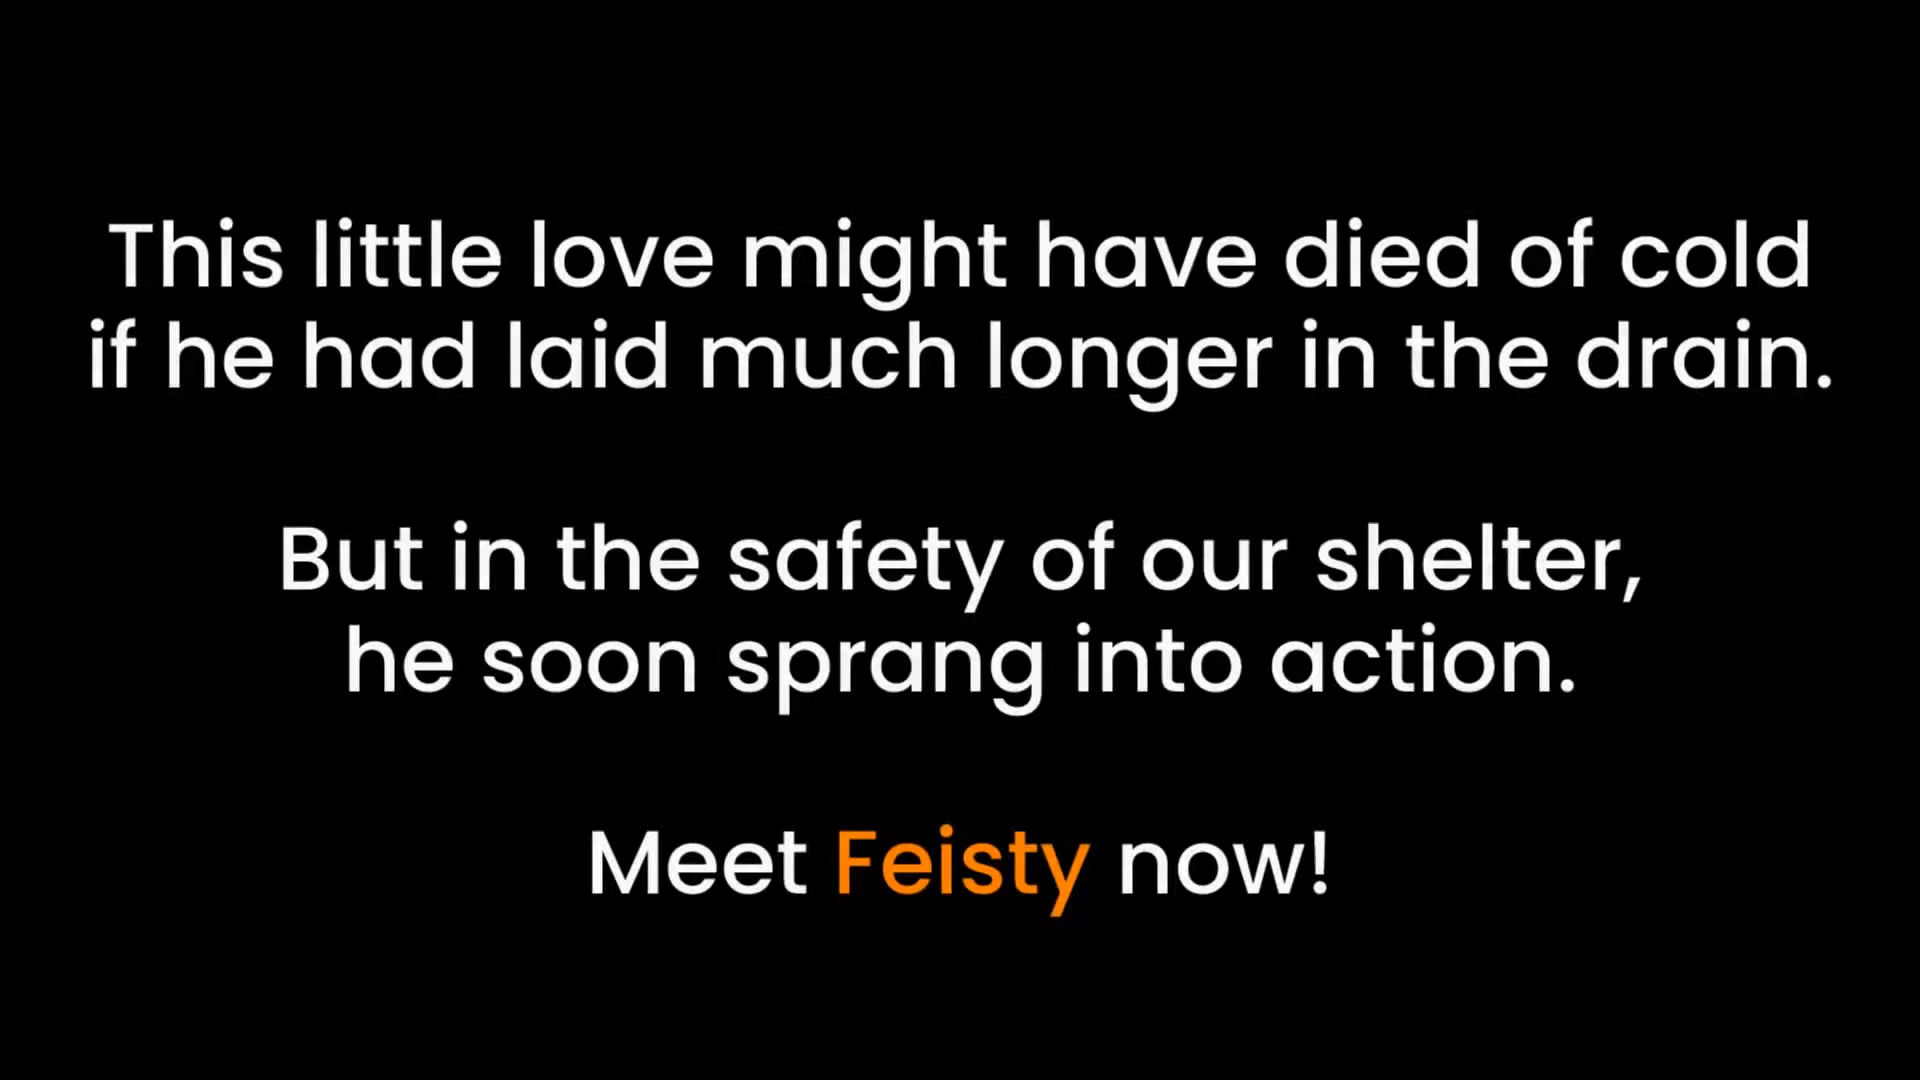 This little love might have died of cold
if he had laid much longer in the drain.
But in the safety of our shelter,
he soon sprang into action.
Meet Feisty now!